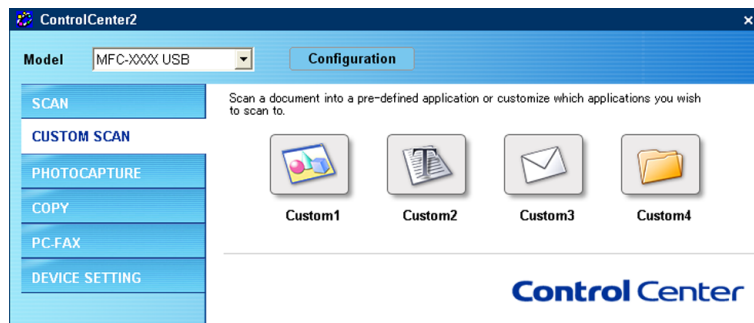 ControlCenter2
Model MFC-XXXX USB Configuration
SCAN
CUSTOM SCAN
PHOTOCAPTURE
COPY
PC-FAX
DEVICE SETTING
Scan a document into a pre-defined application or customize which applications you wish
to scan to.
Custom1 Custom2 Custom3 Custom4
Control Center